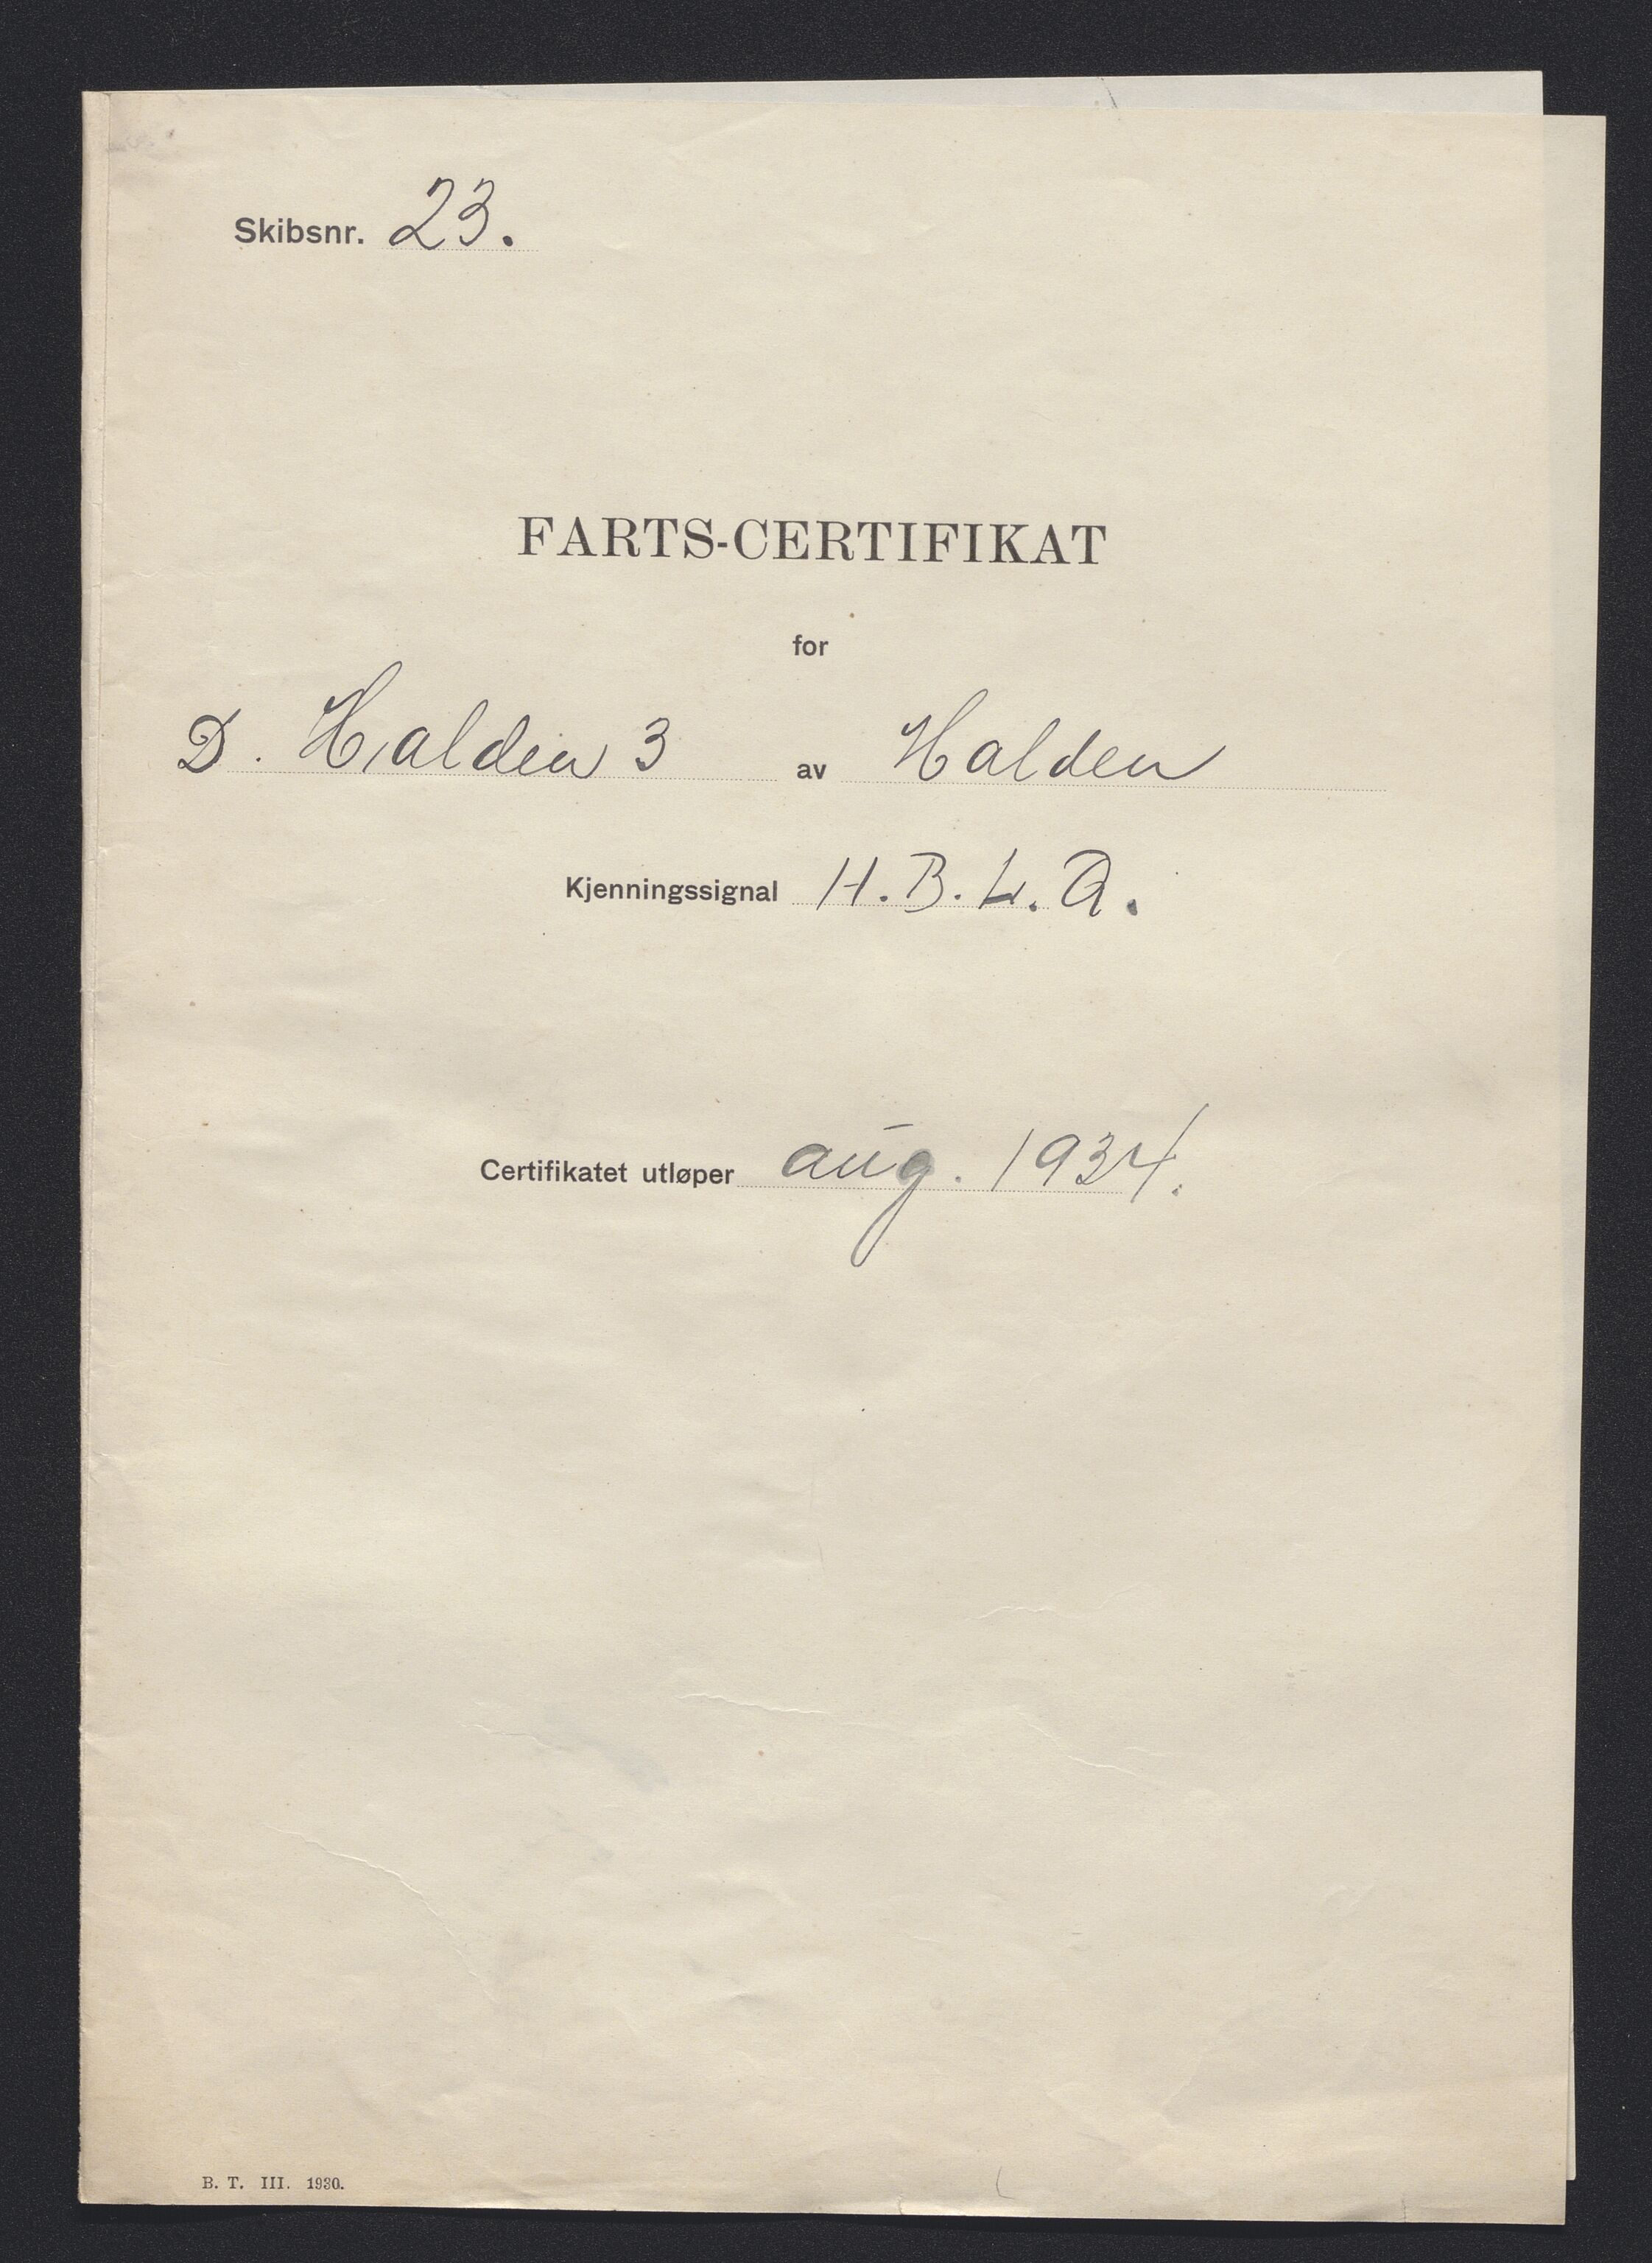 Skibsnr. 23.
FARTS-CERTIFIKAT
for
D. Halden 3 av Halden
Kjenningssignal H. B. L. Q.
Certifikatet utløper aug. 1934.
B. T. III. 1930.